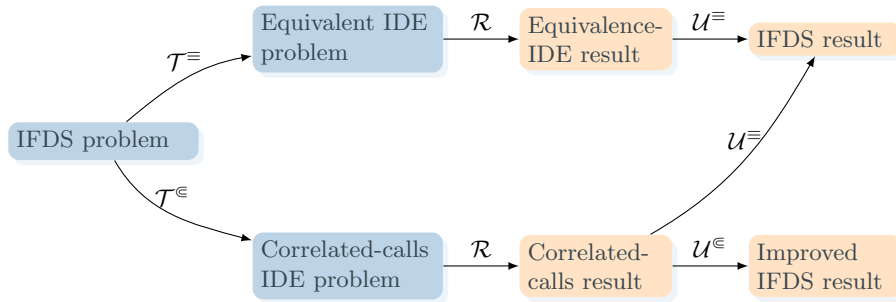 Equivalent IDE
problem
𝓡
Equivalence-
IDE result
𝓤≡
IFDS result
𝓣≡
IFDS problem
𝓤≡
𝓣⋐
Correlated-calls
IDE problem
𝓡
Correlated-
calls result
𝓤⋐
Improved
IFDS result